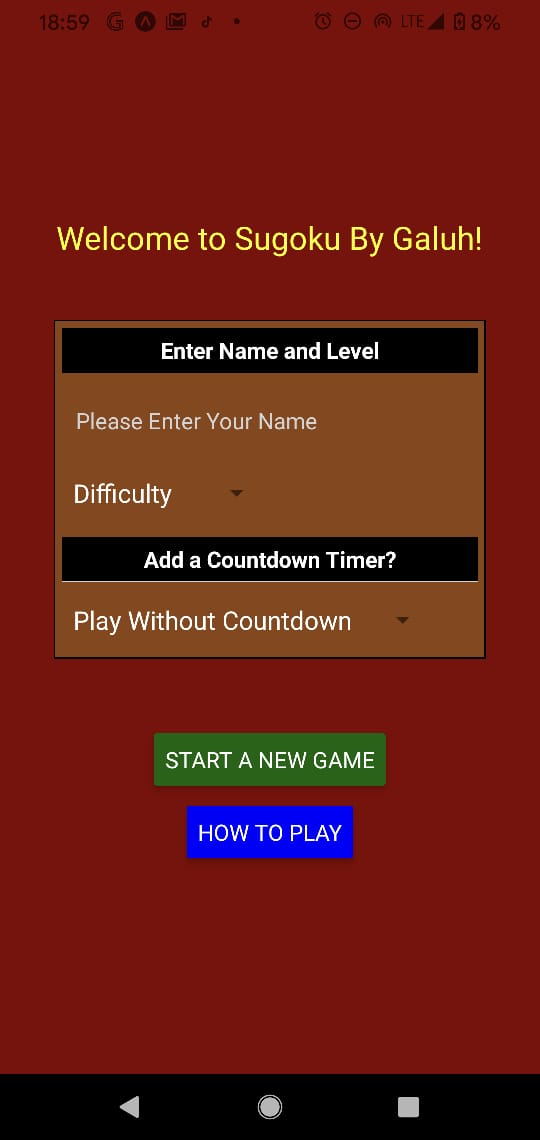 18:59 LTE 8%
Welcome to Sugoku By Galuh!
Enter Name and Level
Please Enter Your Name
Difficulty
Add a Countdown Timer?
Play Without Countdown
START A NEW GAME
HOW TO PLAY